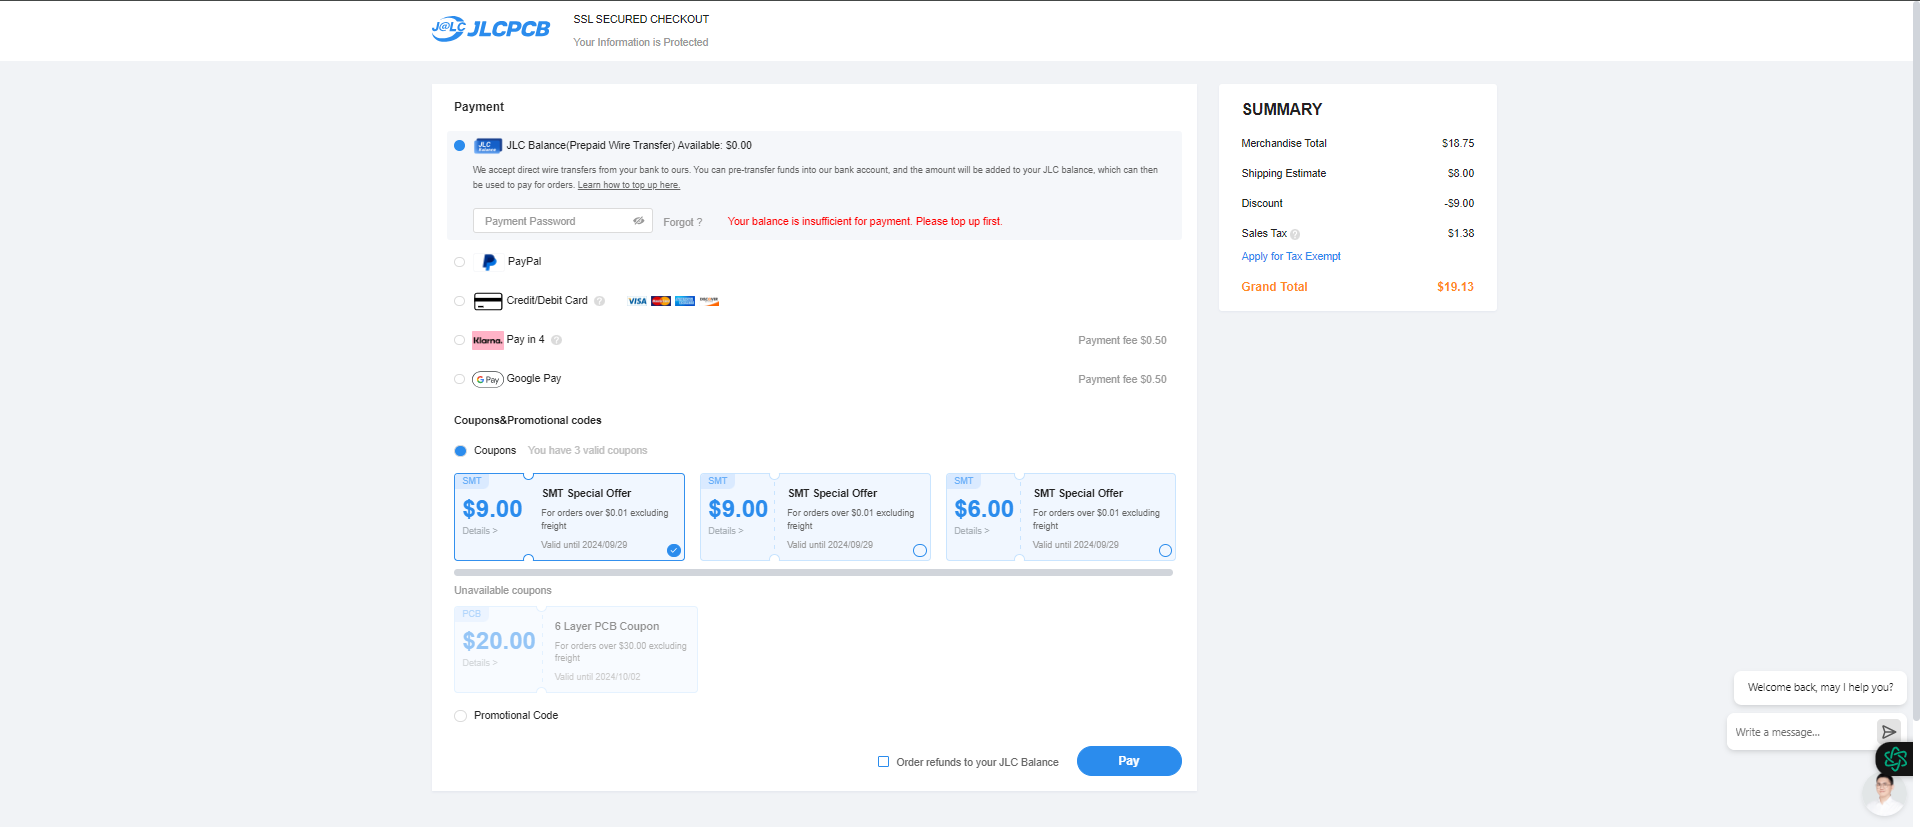 J@LC JLCPCB
SSL SECURED CHECKOUT
Your Information is Protected
Payment
JLC Balance
JLC Balance(Prepaid Wire Transfer) Available: $0.00
We accept direct wire transfers from your bank to ours. You can pre-transfer funds into our bank account, and the amount will be added to your JLC balance, which can then
be used to pay for orders. Learn how to top up here.
Payment Password
Forgot ?
Your balance is insufficient for payment. Please top up first.
PayPal
Credit/Debit Card
VISA
DISCOVER
Klarna. Pay in 4
Payment fee $0.50
G Pay Google Pay
Payment fee $0.50
Coupons&Promotional codes
Coupons You have 3 valid coupons
SMT
$9.00
Details >
SMT Special Offer
For orders over $0.01 excluding
freight
Valid until 2024/09/29
SMT
$9.00
Details >
SMT Special Offer
For orders over $0.01 excluding
freight
Valid until 2024/09/29
SMT
$6.00
Details >
SMT Special Offer
For orders over $0.01 excluding
freight
Valid until 2024/09/29
Unavailable coupons
PCB
$20.00
Details >
6 Layer PCB Coupon
For orders over $30.00 excluding
freight
Valid until 2024/10/02
Promotional Code
Order refunds to your JLC Balance
Pay
SUMMARY
Merchandise Total $18.75
Shipping Estimate $8.00
Discount -$9.00
Sales Tax $1.38
Apply for Tax Exempt
Grand Total $19.13
Welcome back, may I help you?
Write a message...